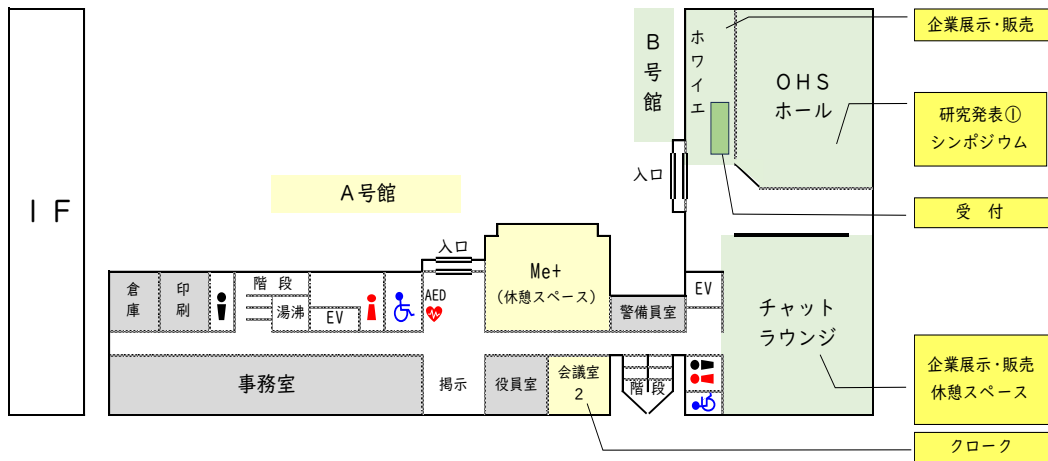 1F
A号館
入口
倉庫
印刷
階段
湯沸
EV
AED
Me+
(休憩スペース)
警備員室
事務室
掲示
役員室
会議室
2
階段
B号館
ホワイエ
OHS
ホール
入口
EV
チャット
ラウンジ
企業展示・販売
研究発表①
シンポジウム
受付
企業展示・販売
休憩スペース
クローク